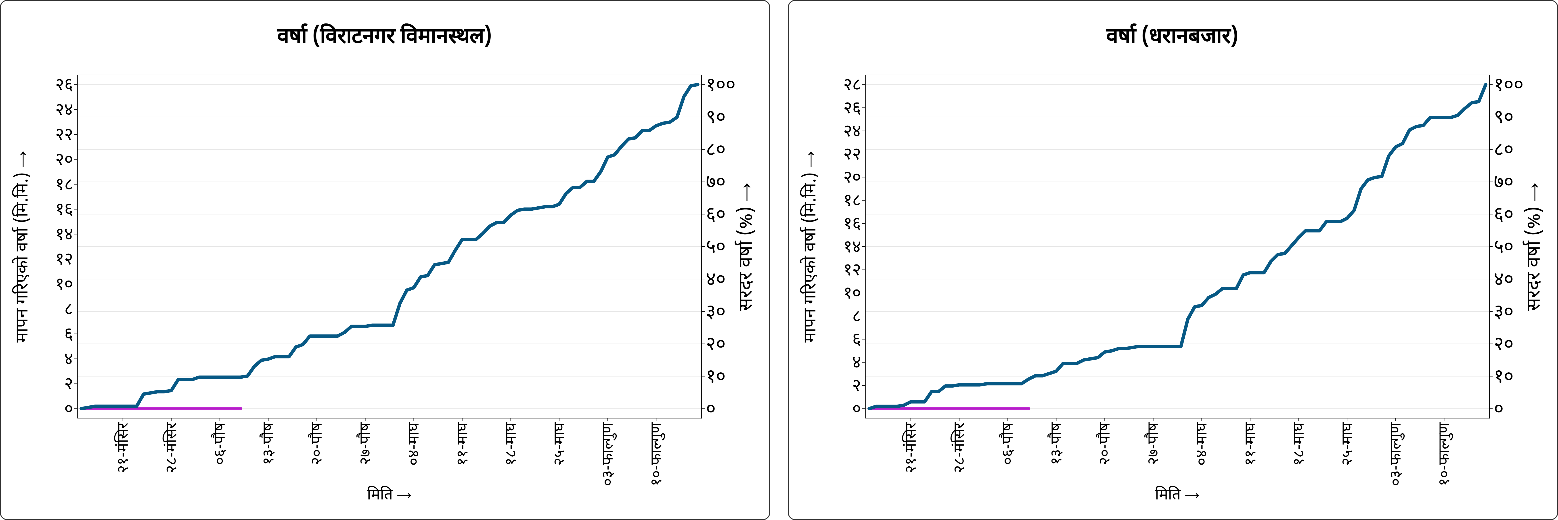 वर्षा (विराटनगर विमानस्थल)
मापन गरिएको वर्षा (मि.मि.) →
२६
२४
२२
२०
१८
१६
१४
१२
१०
८
६
४
२
०
१००
९०
८०
७०
६०
५०
४०
३०
२०
१०
०
सरदर वर्षा (%) →
२१-मंसिर
२८-मंसिर
०६-पौष
१३-पौष
२०-पौष
२७-पौष
०४-माघ
११-माघ
१८-माघ
२५-माघ
०३-फाल्गुण
१०-फाल्गुण
मिति →
वर्षा (धरानबजार)
मापन गरिएको वर्षा (मि.मि.) →
२८
२६
२४
२२
२०
१८
१६
१४
१२
१०
८
६
४
२
०
१००
९०
८०
७०
६०
५०
४०
३०
२०
१०
०
सरदर वर्षा (%) →
२१-मंसिर
२८-मंसिर
०६-पौष
१३-पौष
२०-पौष
२७-पौष
०४-माघ
११-माघ
१८-माघ
२५-माघ
०३-फाल्गुण
१०-फाल्गुण
मिति →